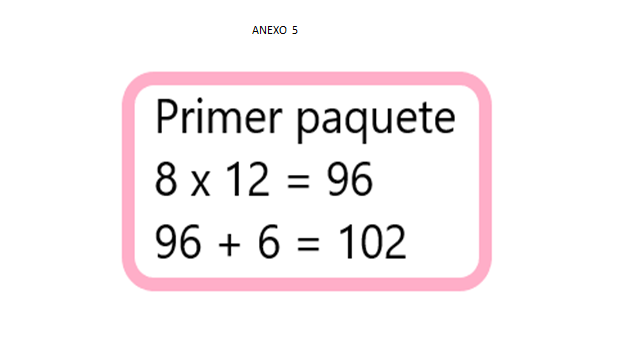 ANEXO 5
Primer paquete
8 x 12 = 96
96 + 6 = 102